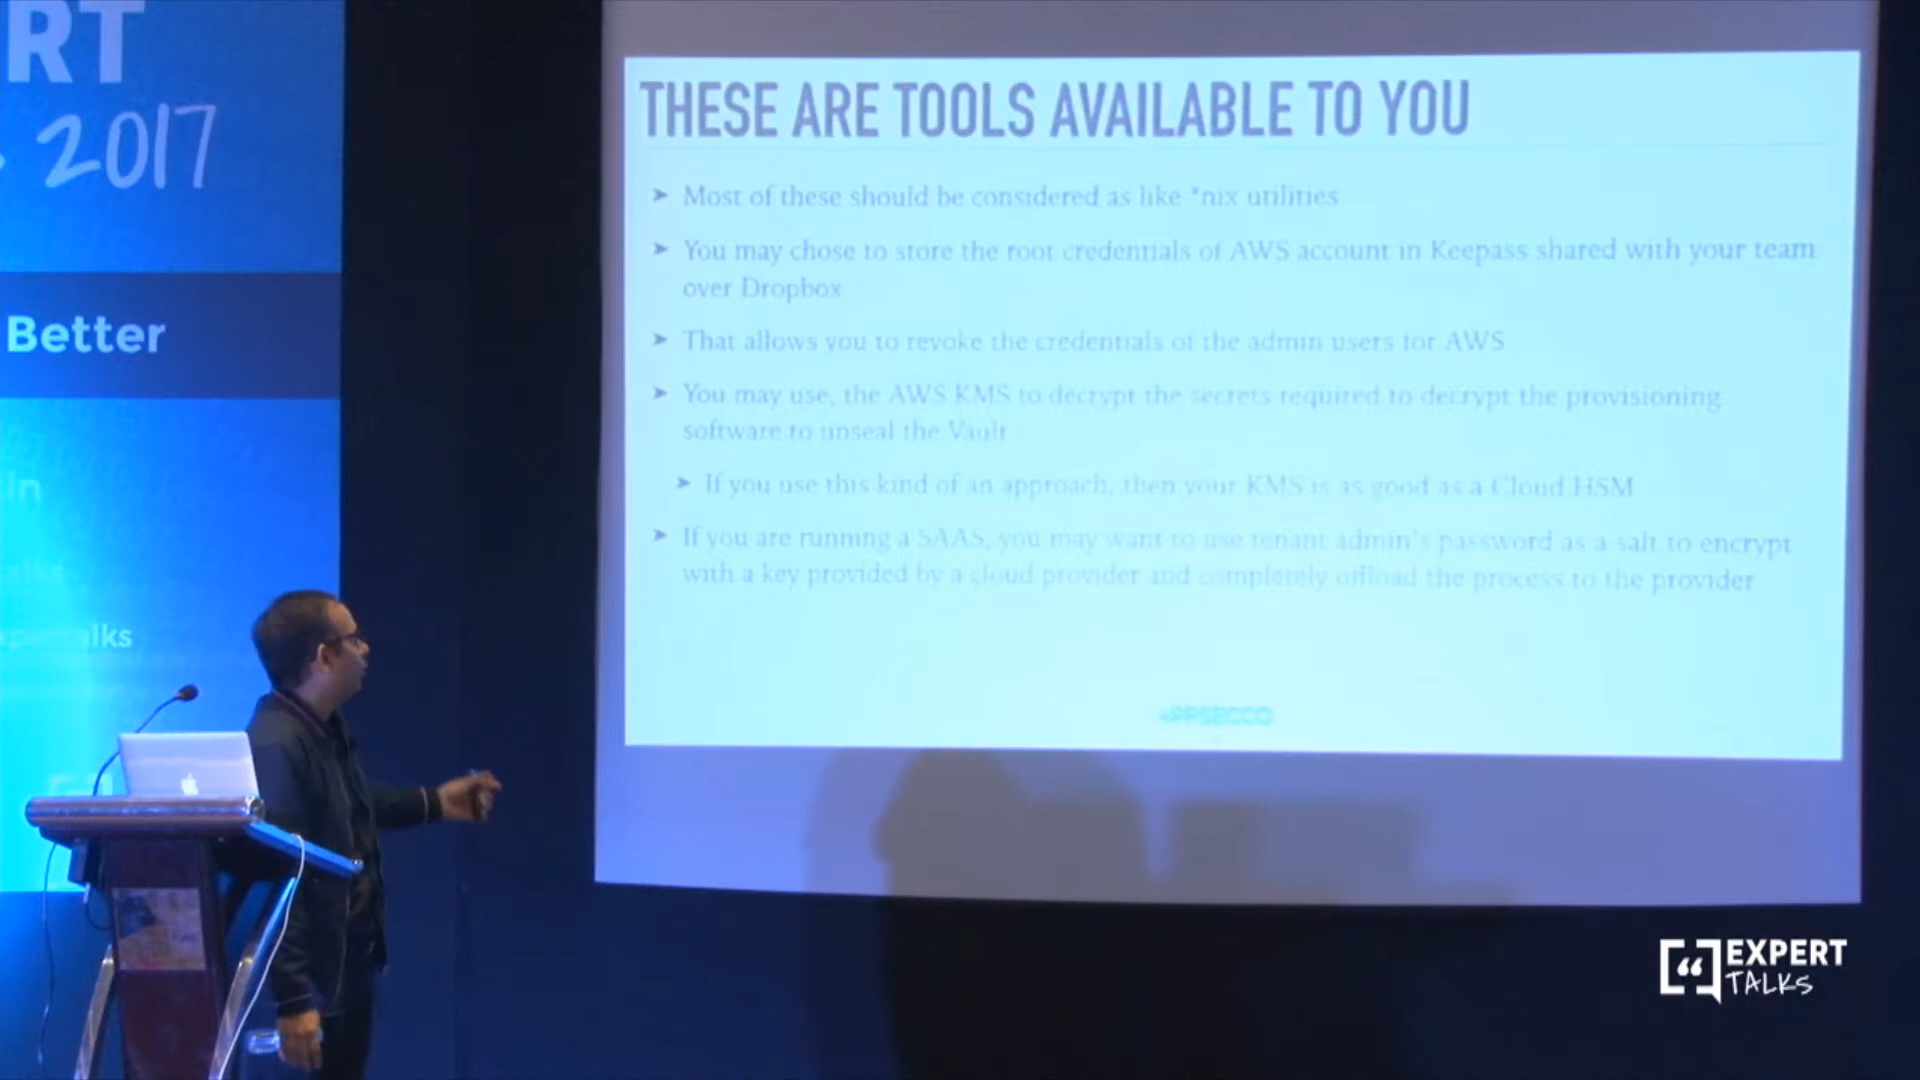 RT
2017
Better
in
THESE ARE TOOLS AVAILABLE TO YOU
➤ Most of these should be considered as like *nix utilities
➤ You may chose to store the root credentials of AWS account in Keepass shared with your team
over Dropbox
➤ That allows you to revoke the credentials of the admin users for AWS
➤ You may use, the AWS KMS to decrypt the secrets required to decrypt the provisioning
software to unseal the Vault
➤ If you use this kind of an approach, then your KMS is as good as a Cloud HSM
➤ If you are running a SAAS, you may want to use tenant admin's password as a salt to encrypt
with a key provided by a cloud provider and completely offload the process to the provider
EXPERT
TALKS